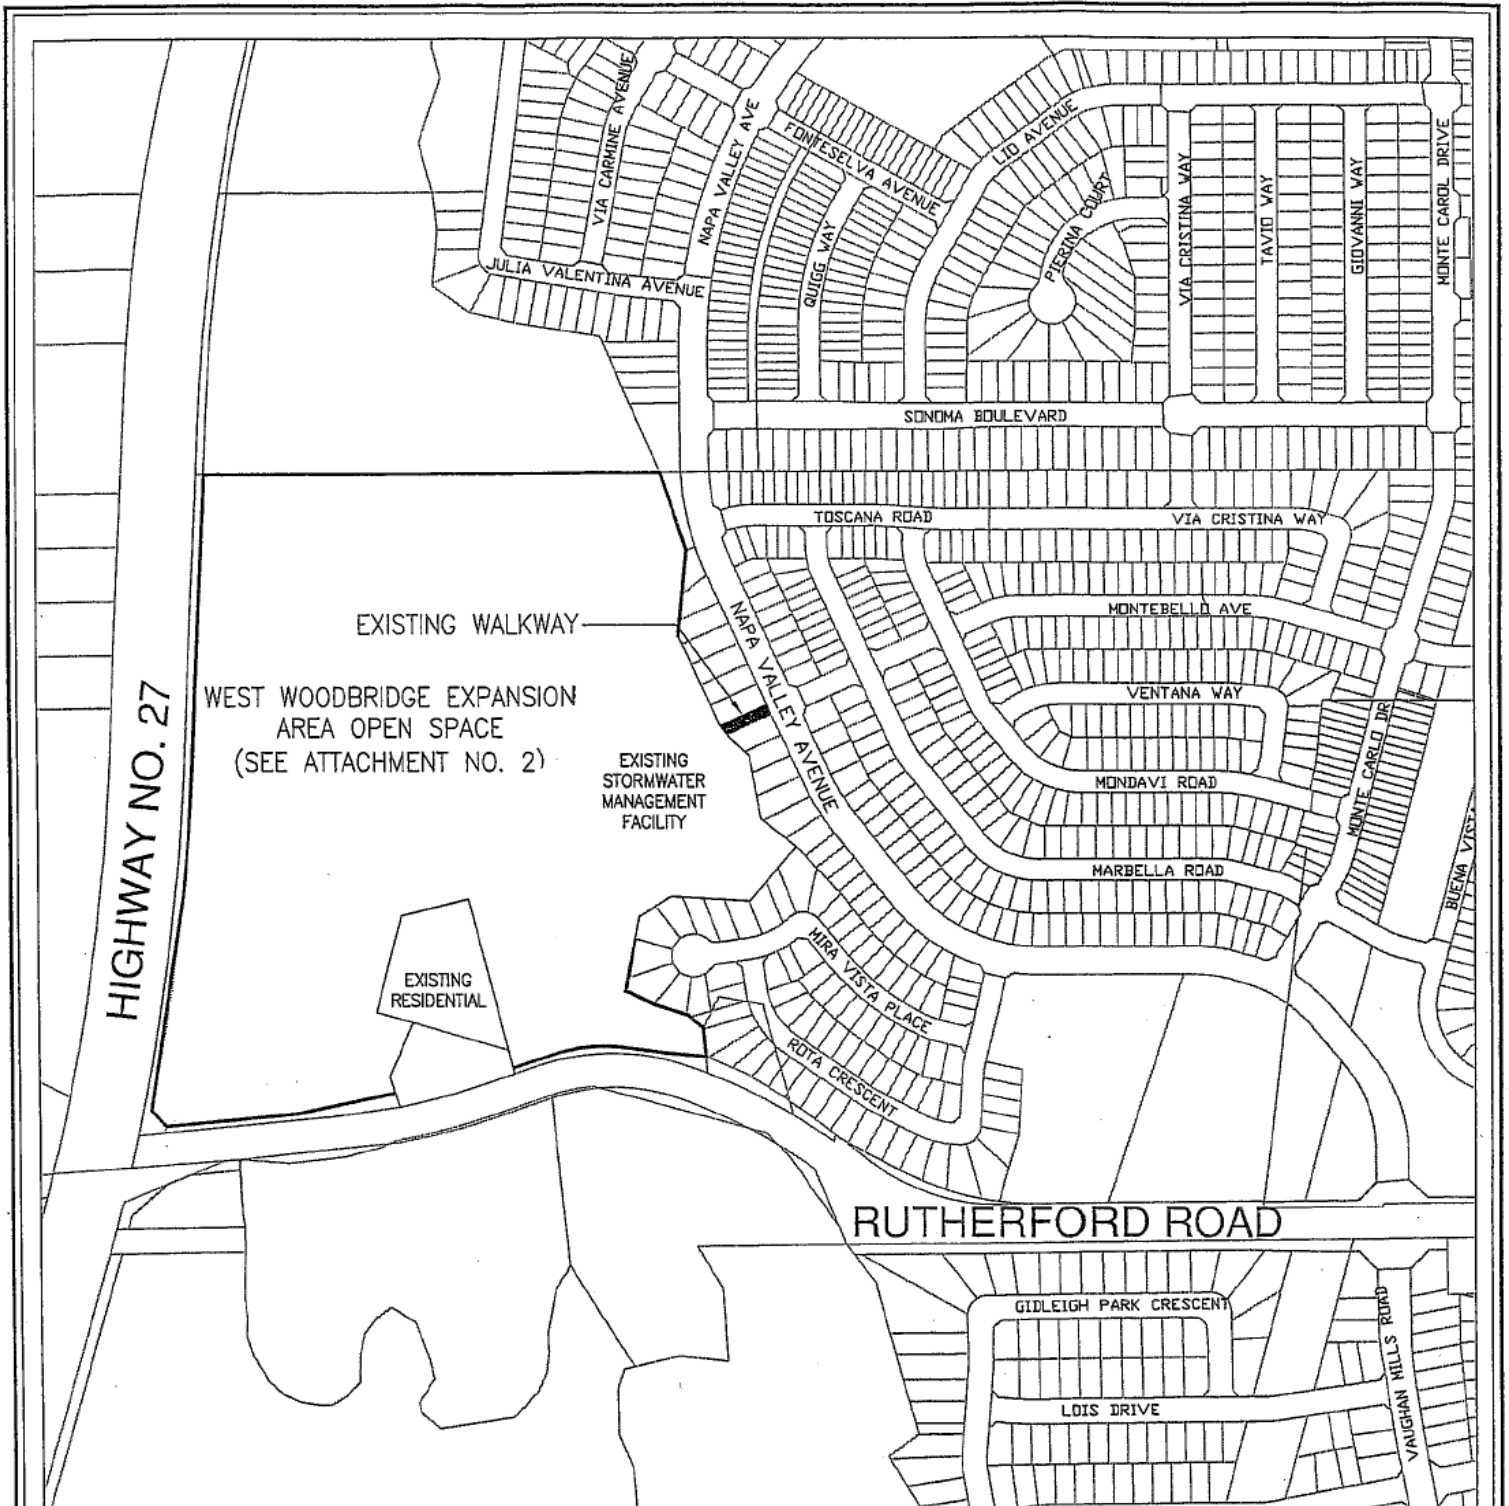 VIA CARMINE AVENUE
NAPA VALLEY AVE
FONTESELVA AVENUE
LIO AVENUE
PIERINA COURT
VIA CRISTINA WAY
TAVIO WAY
GIOVANNI WAY
MONTE CAROL DRIVE
QUIGG WAY
JULIA VALENTINA AVENUE
SONOMA BOULEVARD
TOSCANA ROAD
VIA CRISTINA WAY
EXISTING WALKWAY
NAPA VALLEY AVENUE
MONTEBELLO AVE
VENTANA WAY
WEST WOODBRIDGE EXPANSION
AREA OPEN SPACE
(SEE ATTACHMENT NO. 2)
HIGHWAY NO. 27
EXISTING
STORMWATER
MANAGEMENT
FACILITY
MONDAVI ROAD
MONTE CARLO DR
MARBELLA ROAD
BUENA VISTA
EXISTING
RESIDENTIAL
MIRA VISTA PLACE
ROTA CRESCENT
RUTHERFORD ROAD
GIDLEIGH PARK CRESCENT
VAUGHAN MILLS ROAD
LOIS DRIVE